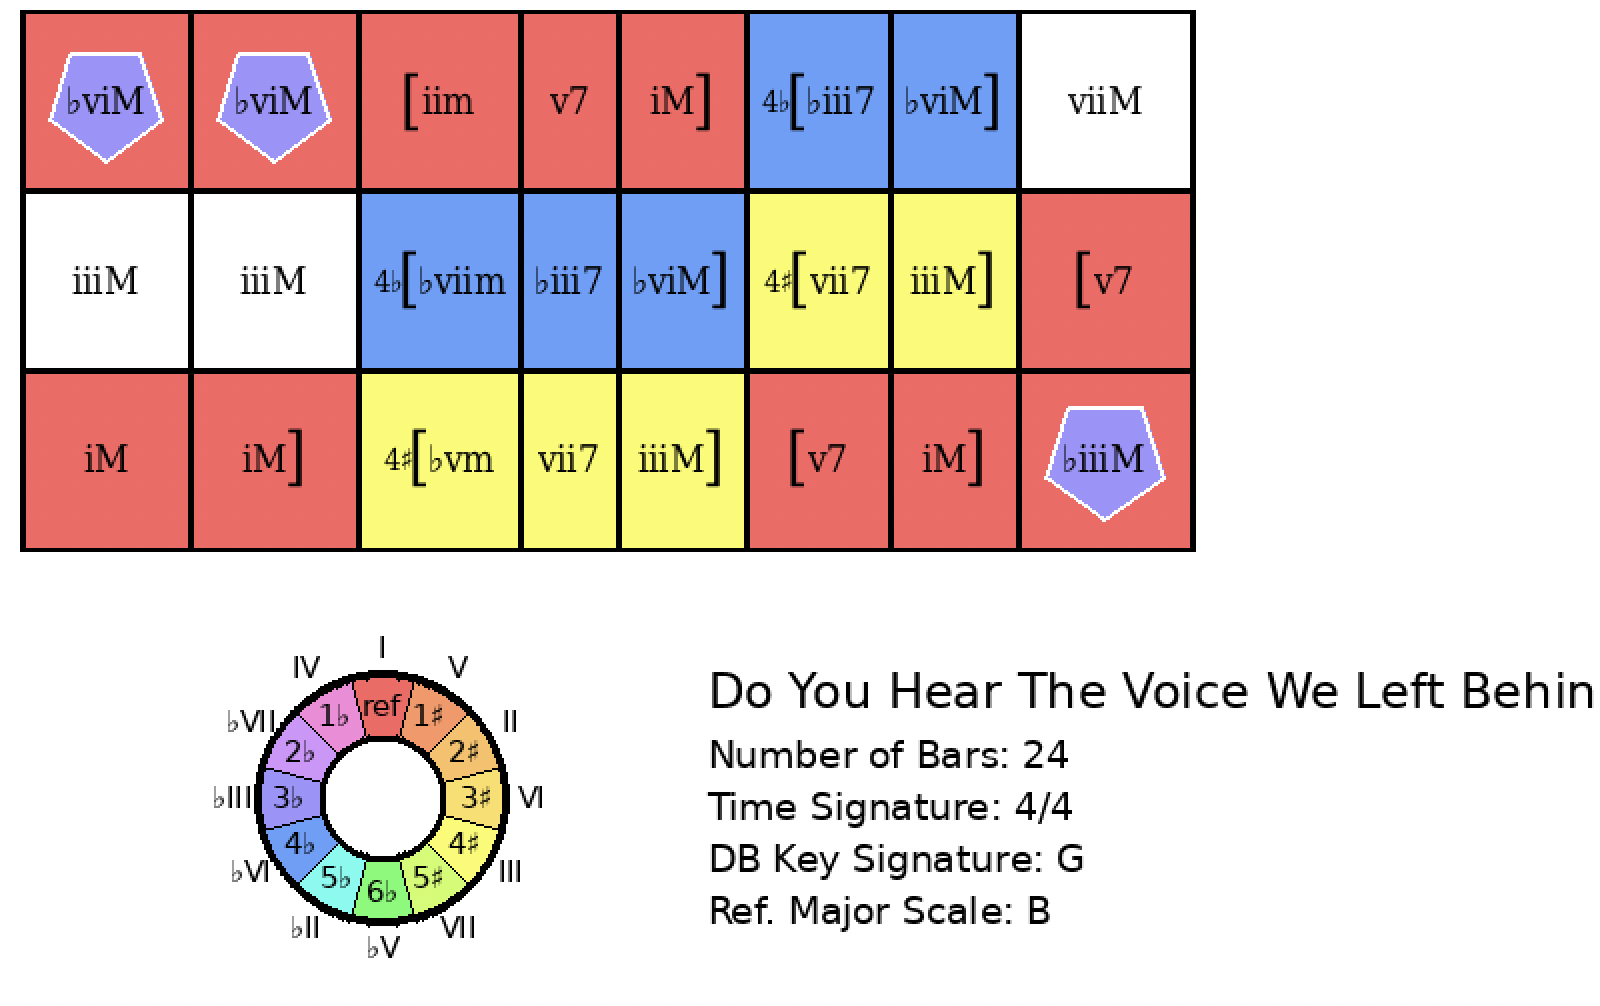 ♭viM ♭viM [iim v7 iM] 4♭[♭iii7 ♭viM] viiM
iiiM iiiM 4♭[♭viim ♭iii7 ♭viM] 4♯[vii7 iiiM] [v7
iM iM] 4♯[♭vm vii7 iiiM] [v7 iM] ♭iiiM
I
IV V
♭VII II
♭III VI
♭VI III
♭II VII
♭V
ref
1♭ 1♯
2♭ 2♯
3♭ 3♯
4♭ 4♯
5♭ 5♯
6♭
Do You Hear The Voice We Left Behin
Number of Bars: 24
Time Signature: 4/4
DB Key Signature: G
Ref. Major Scale: B